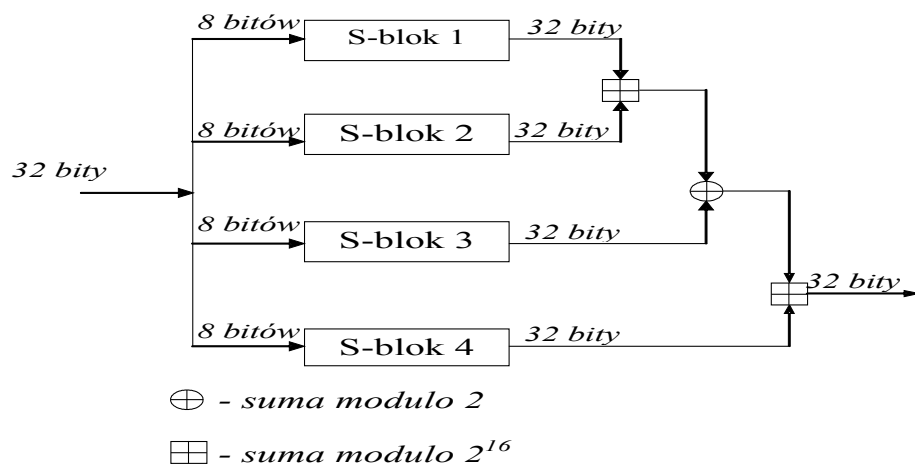 8 bitów S-blok 1 32 bity
8 bitów S-blok 2 32 bity
32 bity
8 bitów S-blok 3 32 bity
32 bity
8 bitów S-blok 4 32 bity
- suma modulo 2
- suma modulo 2^16